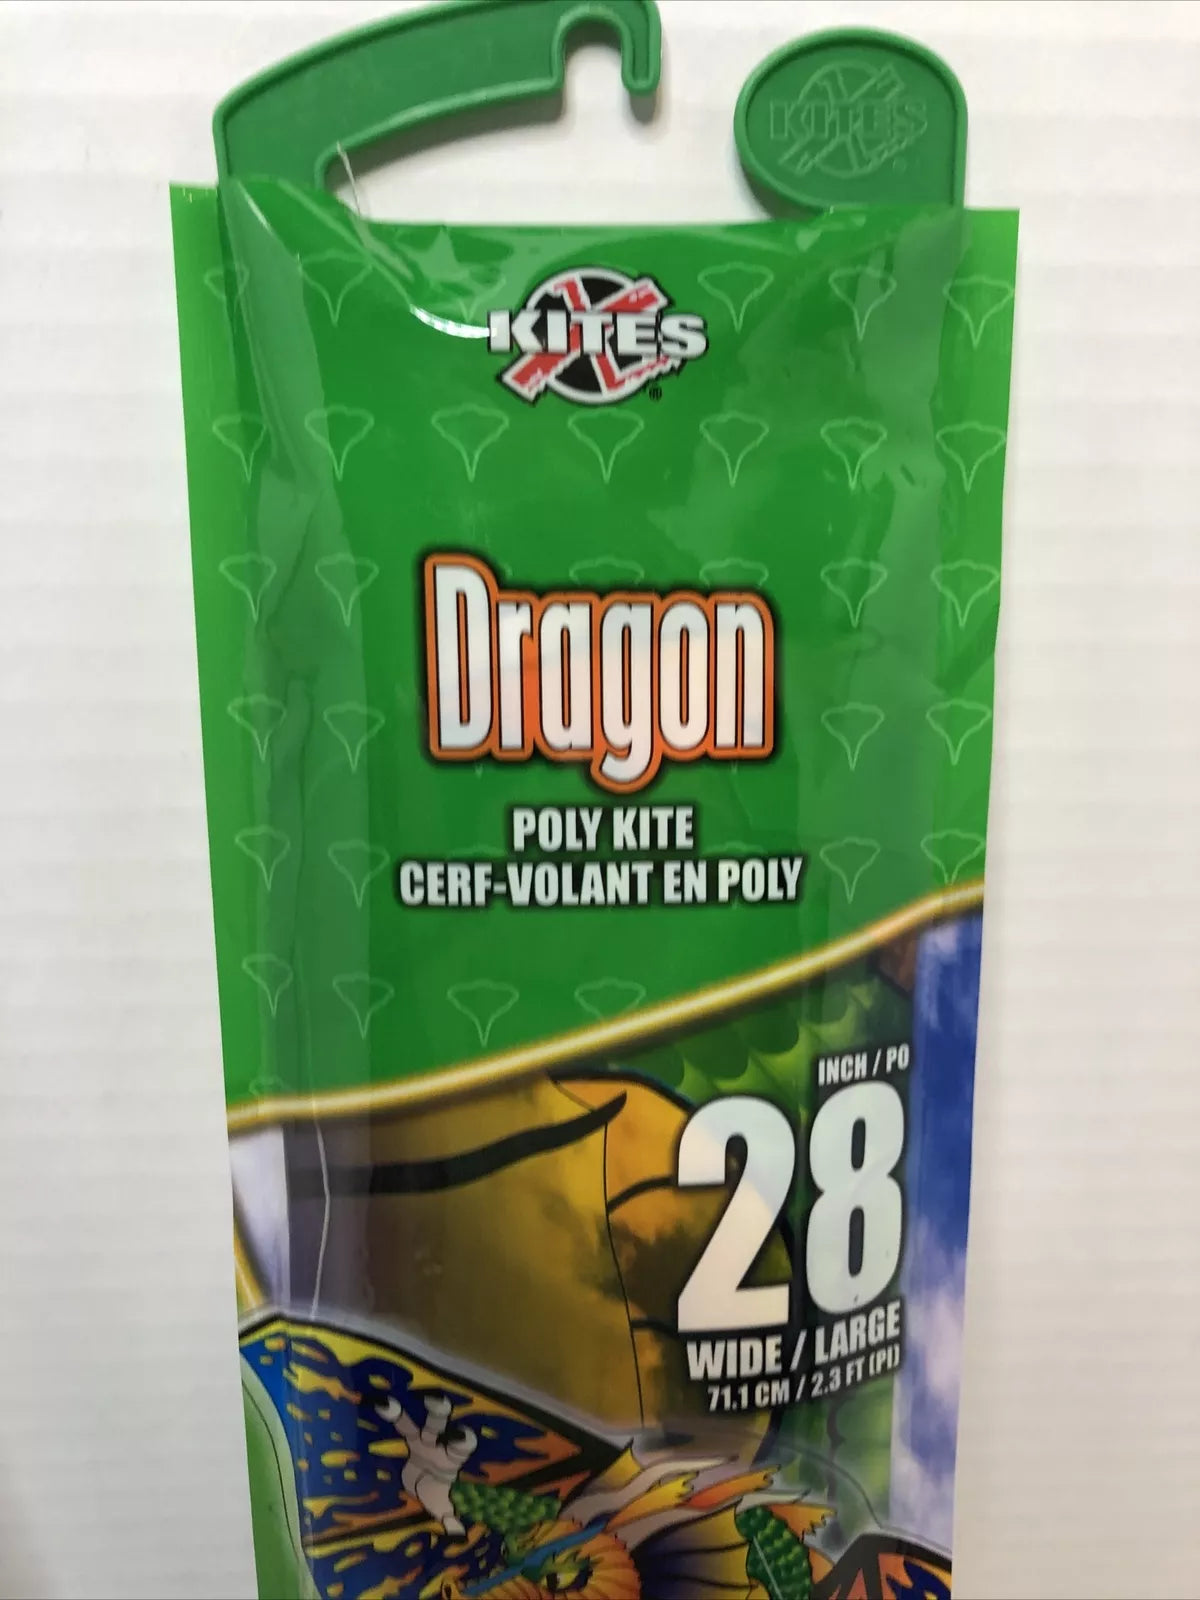 KITES
KITES
®
Dragon
POLY KITE
CERF-VOLANT EN POLY
INCH / PO
28
WIDE / LARGE
71.1 CM / 2.3 FT (PI)